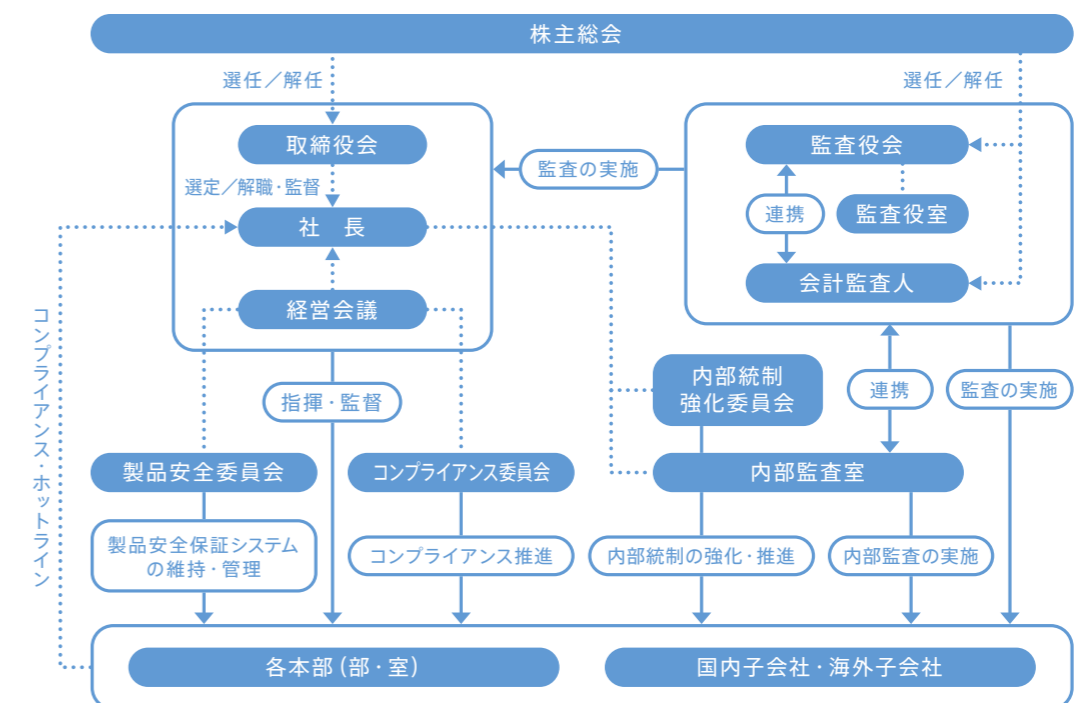 株主総会
選任／解任
選任／解任
取締役会
監査役会
監査の実施
選定／解職・監督
社　長
連携
監査役室
会計監査人
経営会議
コンプライアンス・ホットライン
指揮・監督
内部統制
強化委員会
連携
監査の実施
製品安全委員会
コンプライアンス委員会
内部監査室
製品安全保証システム
の維持・管理
コンプライアンス推進
内部統制の強化・推進
内部監査の実施
各本部（部・室）
国内子会社・海外子会社